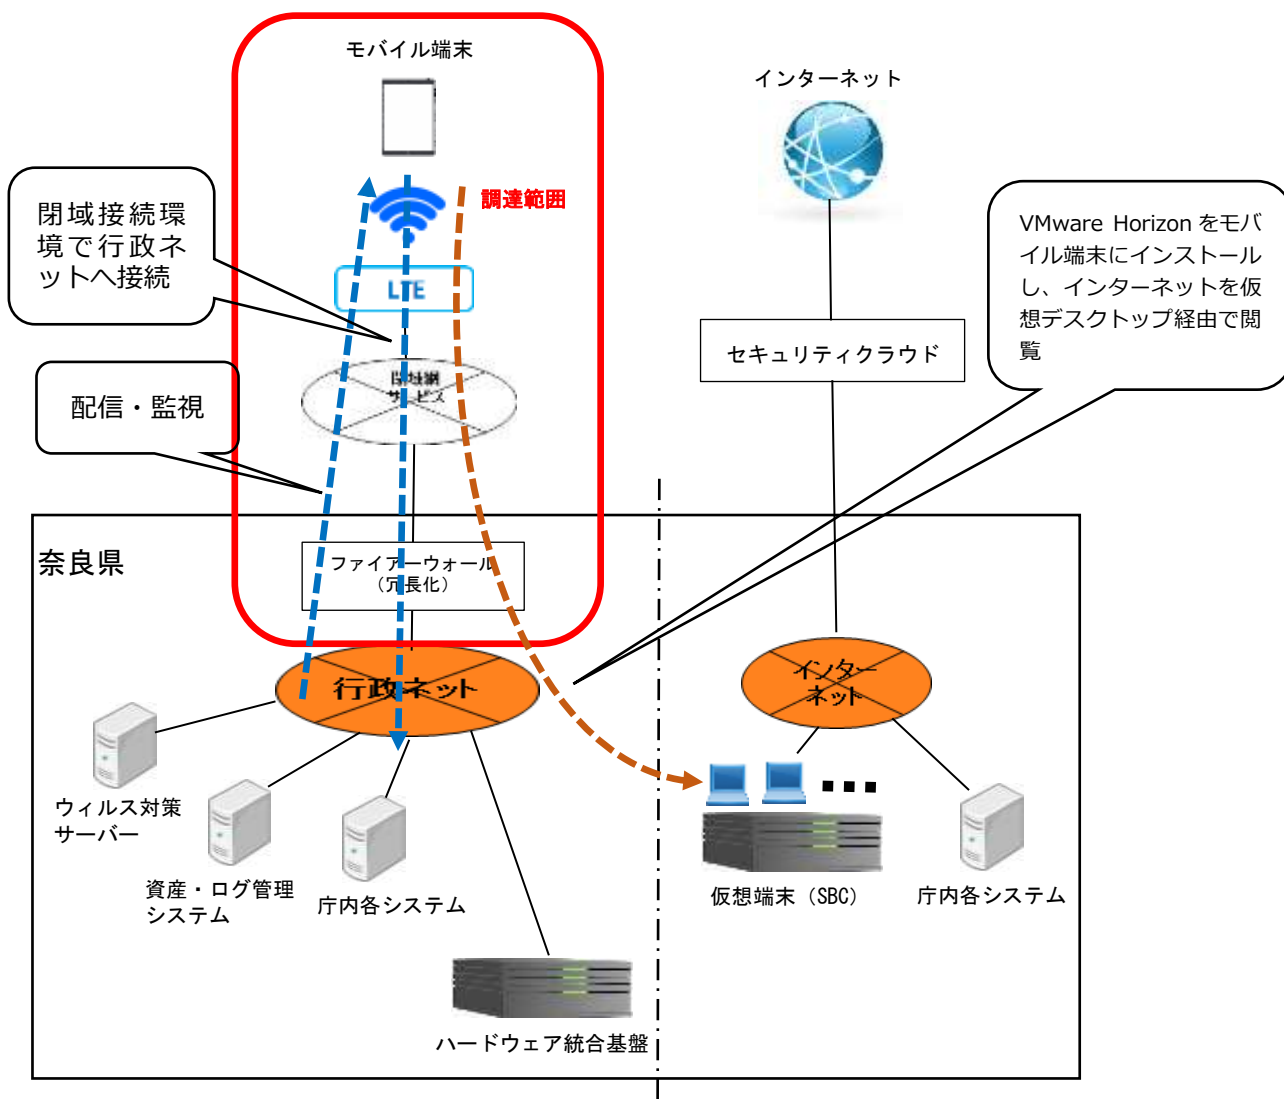 モバイル端末
インターネット
調達範囲
閉域接続環
境で行政ネ
ットへ接続
VMware Horizon をモバ
イル端末にインストール
し、インターネットを仮
想デスクトップ経由で閲
覧
LTE
セキュリティクラウド
閉域網
サービス
配信・監視
奈良県
ファイアーウォール
（冗長化）
行政ネット
インター
ネット
ウィルス対策
サーバー
資産・ログ管理
システム
庁内各システム
仮想端末（SBC）
庁内各システム
ハードウェア統合基盤